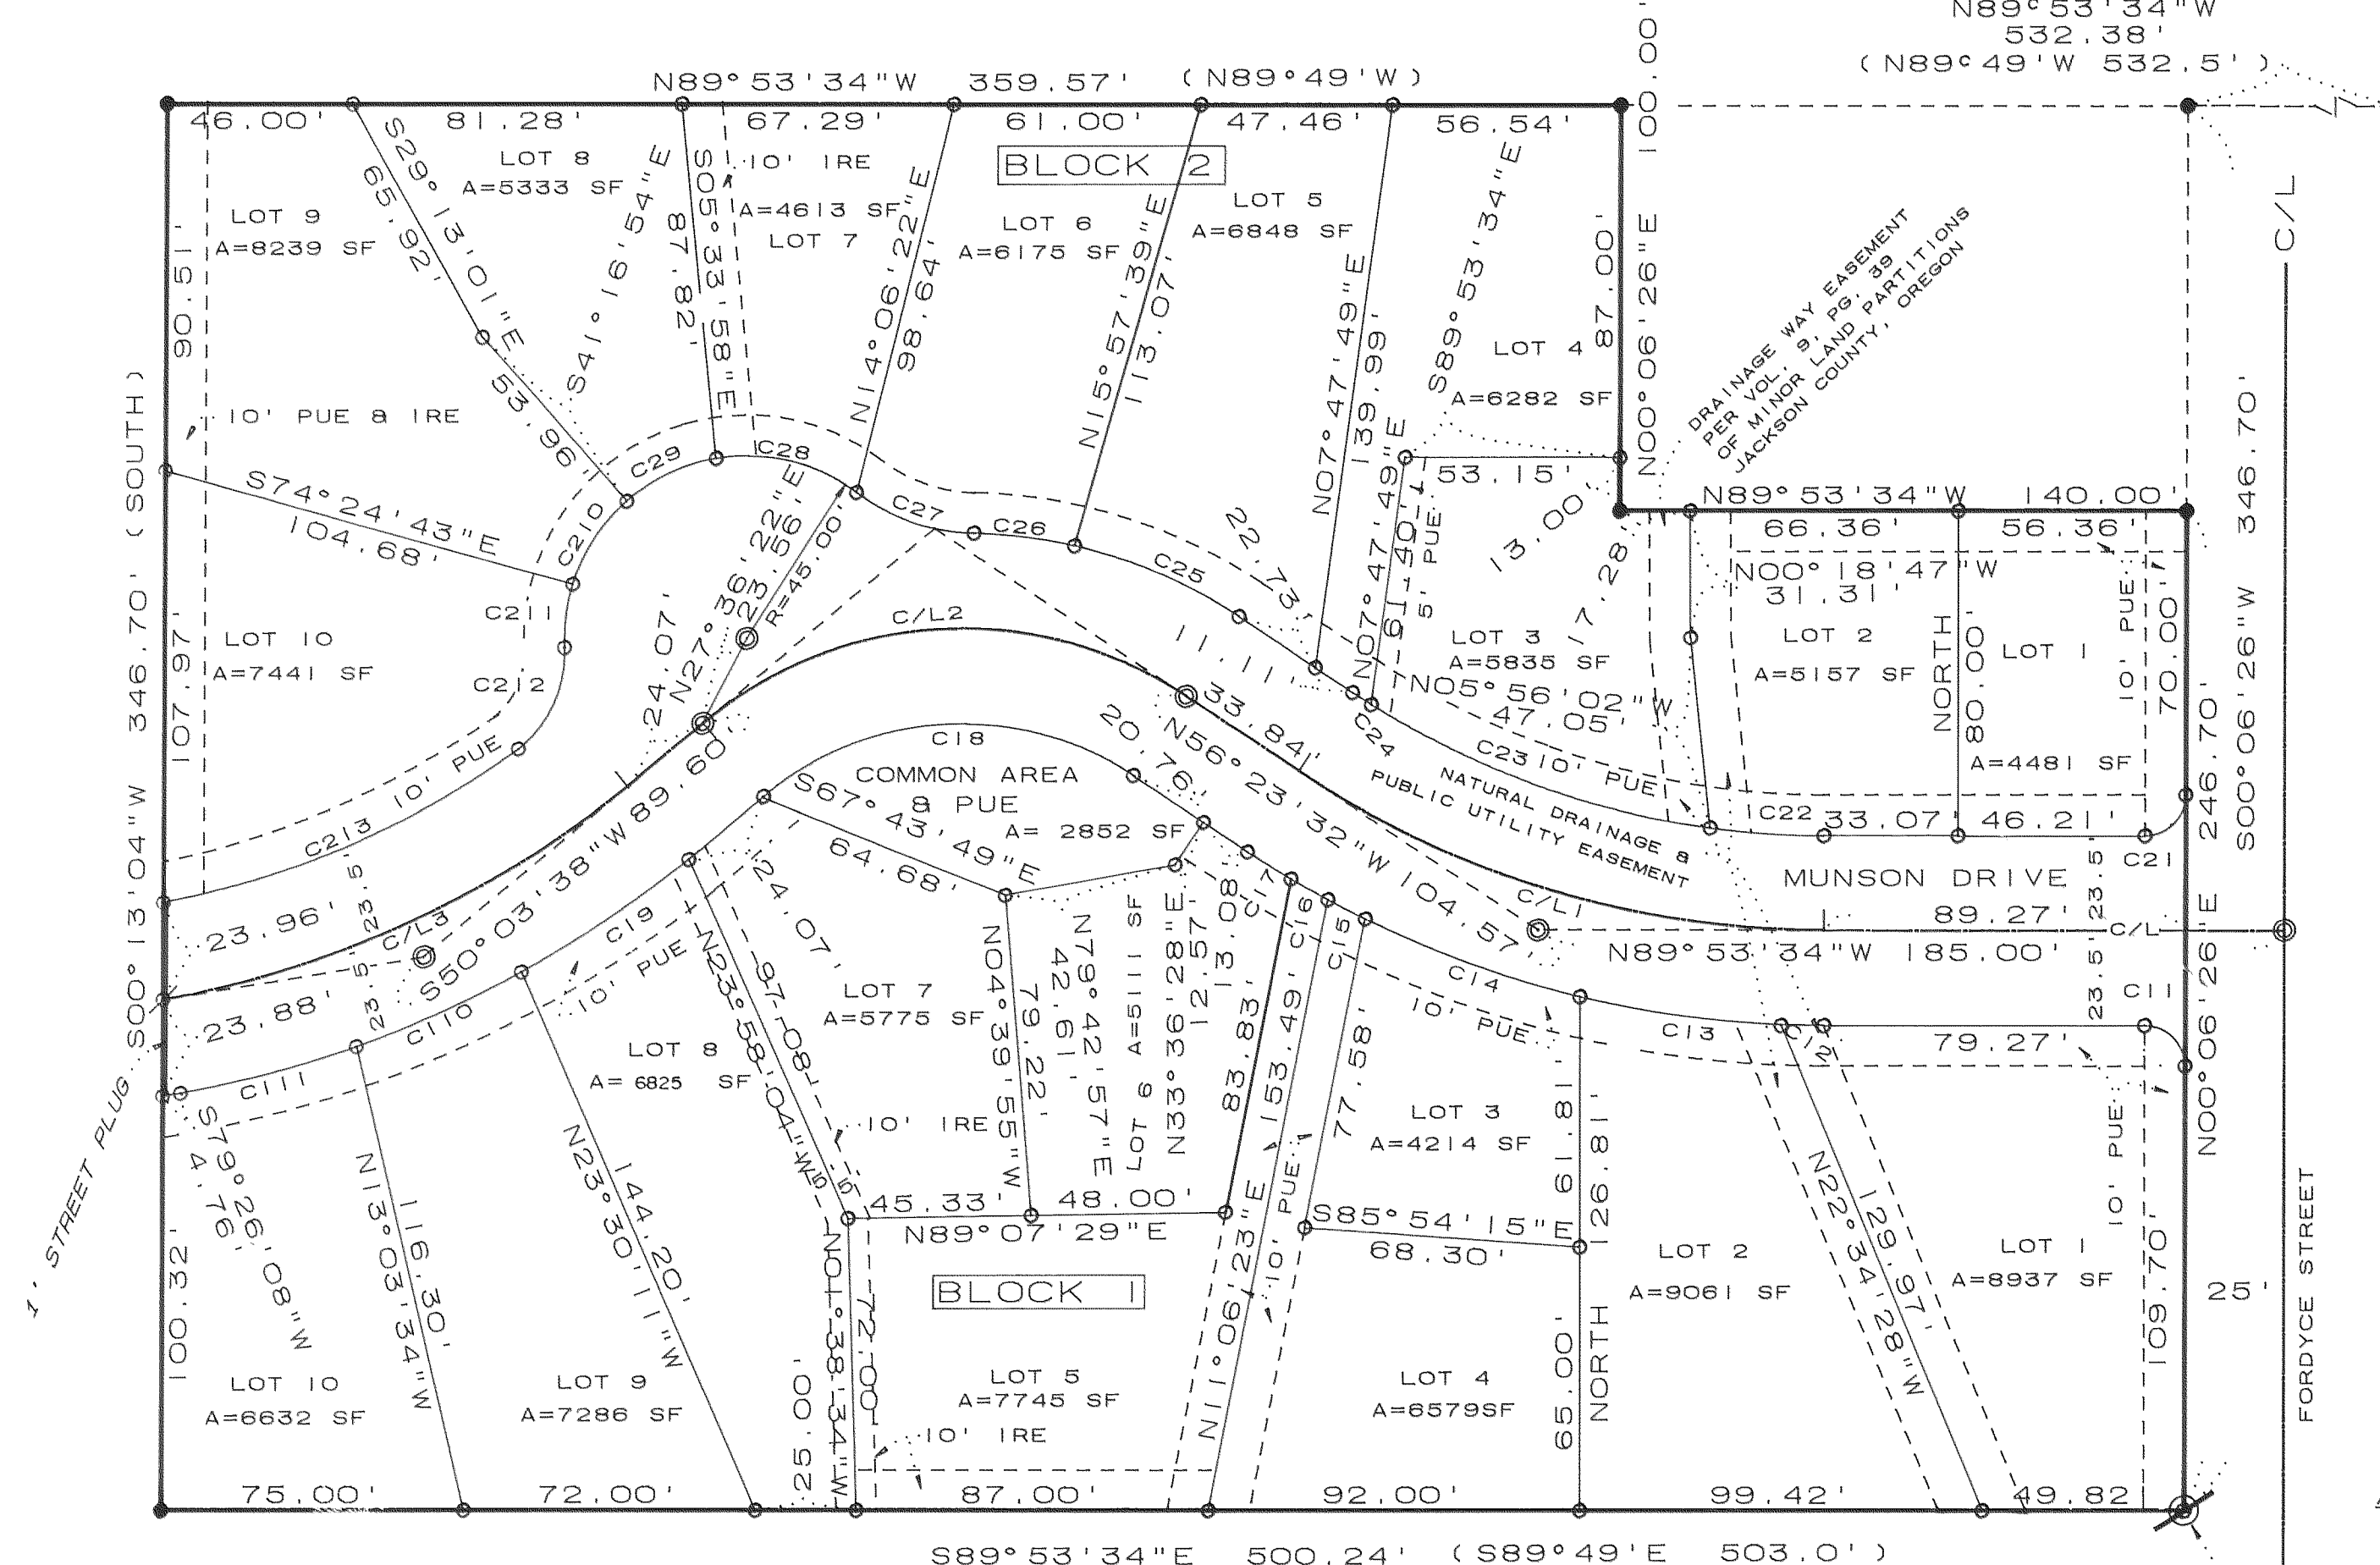 N89°53'34"W
532.38'
(N89°49'W 532.5')
N89°53'34"W 359.57' (N89°49'W)
46.00' 81.28' 67.29' 61.00' 47.46' 56.54'
100.00'
C/L
BLOCK 2
LOT 9
A=8239 SF
S29°13'01"E
65.92'
53.96'
LOT 8
A=5333 SF
S41°16'54"E
S05°33'58"E
87.82'
10' IRE
A=4613 SF
LOT 7
N14°06'22"E
98.64'
LOT 6
A=6175 SF
N15°57'39"E
113.07'
LOT 5
A=6848 SF
N07°47'49"E
139.99'
S89°53'34"E
LOT 4
A=6282 SF
87.00'
N00°06'26"E
53.15'
DRAINAGE WAY EASEMENT
PER VOL. 9, PG. 39
OF MINOR LAND PARTITIONS
JACKSON COUNTY, OREGON
90.51'
10' PUE & IRE
S74°24'43"E
104.68'
S00°13'04"W 346.70' (SOUTH)
107.97'
LOT 10
A=7441 SF
C29
C28
C210
C211
C212
C213
C27
C26
C25
C/L2
N27°36'22"E
23.56'
R=45.00'
24.07'
10' PUE
22.73'
11.11'
N07°47'49"E
61.40'
5' PUE
13.00'
17.28
LOT 3
A=5835 SF
N05°56'02"W
47.05'
N89°53'34"W 140.00'
66.36' 56.36'
N00°18'47"W
31.31'
LOT 2
A=5157 SF
NORTH
80.00'
LOT 1
A=4481 SF
10' PUE
70.00'
246.70'
S00°06'26"W 346.70'
C24
C23
10' PUE
C22
33.07' 46.21'
C21
33.84'
N56°23'32"W 104.57'
NATURAL DRAINAGE &
PUBLIC UTILITY EASEMENT
MUNSON DRIVE
C/L1
89.27'
C/L
N89°53'34"W 185.00'
23.5'
23.5'
C11
N00°06'26"E
23.96'
23.88'
23.5'
23.5'
C/L3
S50°03'38"W 89.60'
C18
20.76'
COMMON AREA
& PUE
A= 2852 SF
S67°43'49"E
64.68'
24.07'
C19
C110
C111
10' PUE
C17
C16
C15
C14
C13
C12
79.27'
10' PUE
1' STREET PLUG
S79°26'08"W
4.76'
LOT 7
A=5775 SF
N23°58'04"W
97.08'
N04°39'55"W
79.22'
N79°42'57"E
42.61'
LOT 6 A=5111 SF
N33°36'28"E
12.57'
13.08'
83.83'
153.49'
N11°06'23"E
77.58'
10' PUE
LOT 8
A= 6825 SF
10' IRE
5 5
45.33' 48.00'
N89°07'29"E
LOT 3
A=4214 SF
S85°54'15"E
68.30'
61.81'
126.81'
65.00'
NORTH
BLOCK 1
N13°03'34"W
116.30'
N23°30'11"W
144.20'
N01°38'34"W
72.00'
25.00'
LOT 10
A=6632 SF
100.32'
LOT 9
A=7286 SF
LOT 5
A=7745 SF
10' IRE
LOT 4
A=6579SF
LOT 2
A=9061 SF
N22°34'28"W
129.97'
LOT 1
A=8937 SF
10' PUE
109.70'
25'
FORDYCE STREET
75.00' 72.00' 87.00' 92.00' 99.42' 49.82
S89°53'34"E 500.24' (S89°49'E 503.0')